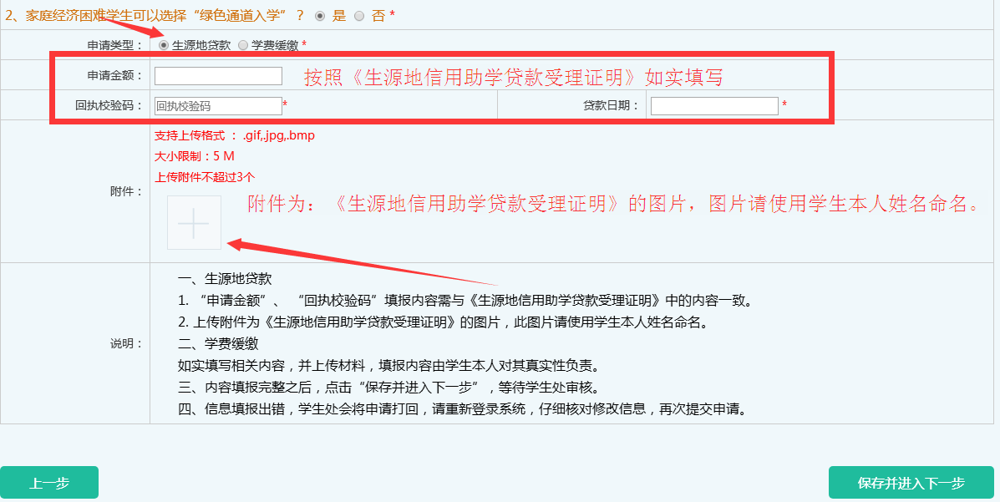 2、家庭经济困难学生可以选择“绿色通道入学” ? 是 否 *
申请类型： 生源地贷款 学费缓缴 *
申请金额： 按照《生源地信用助学贷款受理证明》如实填写
回执校验码： 回执校验码 * 贷款日期： *
支持上传格式 ： .gif,.jpg,.bmp
大小限制：5 M
上传附件不超过3个
附件：
附件为：《生源地信用助学贷款受理证明》的图片，图片请使用学生本人姓名命名。
一、生源地贷款
1. “申请金额”、 “回执校验码”填报内容需与《生源地信用助学贷款受理证明》中的内容一致。
2. 上传附件为《生源地信用助学贷款受理证明》的图片，此图片请使用学生本人姓名命名。
说明：
二、学费缓缴
如实填写相关内容，并上传材料，填报内容由学生本人对其真实性负责。
三、内容填报完整之后，点击“保存并进入下一步”，等待学生处审核。
四、信息填报出错，学生处会将申请打回，请重新登录系统，仔细核对修改信息，再次提交申请。
上一步 保存并进入下一步